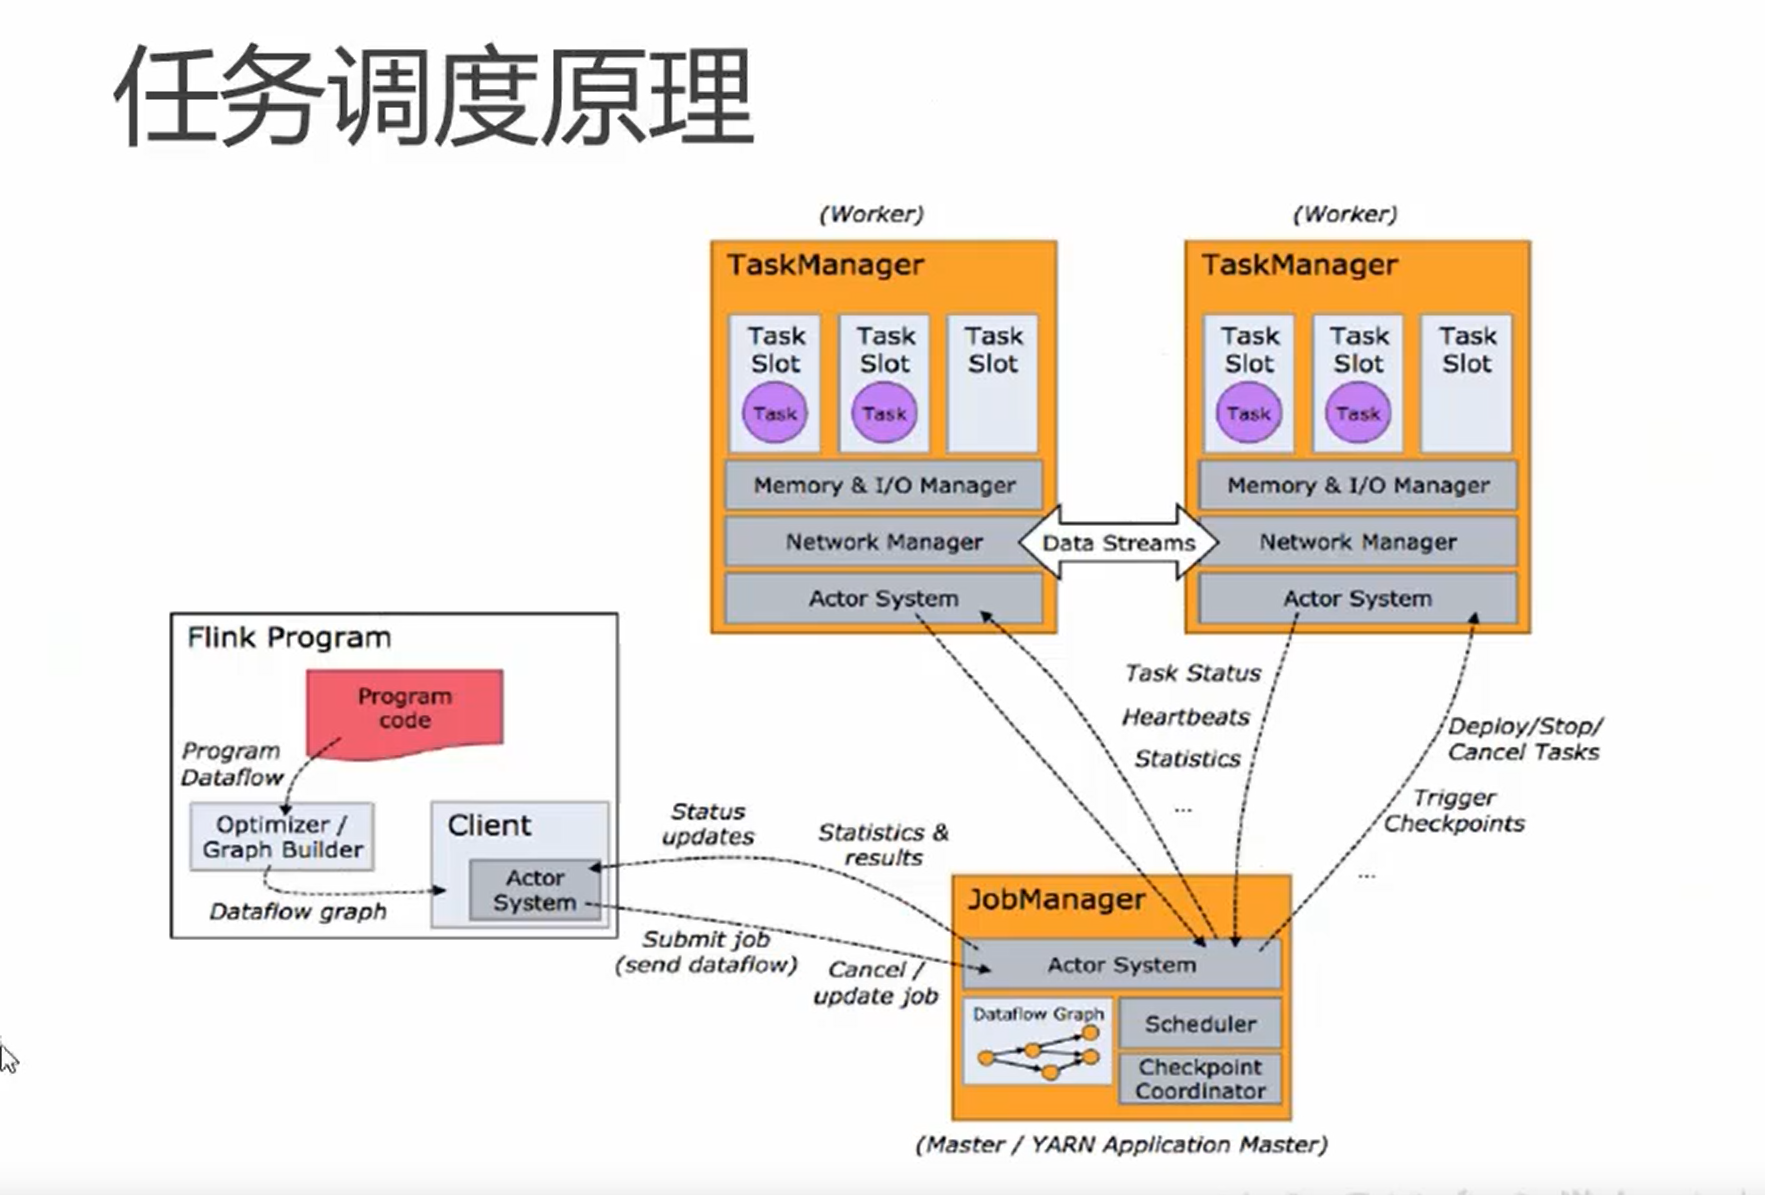 任务调度原理
(Worker)
(Worker)
TaskManager
Task
Slot
Task
Task
Slot
Task
Task
Slot
Memory & I/O Manager
Network Manager
Actor System
Data Streams
TaskManager
Task
Slot
Task
Task
Slot
Task
Task
Slot
Memory & I/O Manager
Network Manager
Actor System
Flink Program
Program
code
Program
Dataflow
Optimizer /
Graph Builder
Dataflow graph
Client
Actor
System
Status
updates
Statistics &
results
Submit job
(send dataflow)
Cancel /
update job
Task Status
Heartbeats
Statistics
...
Deploy/Stop/
Cancel Tasks
Trigger
Checkpoints
...
JobManager
Actor System
Dataflow Graph
Scheduler
Checkpoint
Coordinator
(Master / YARN Application Master)